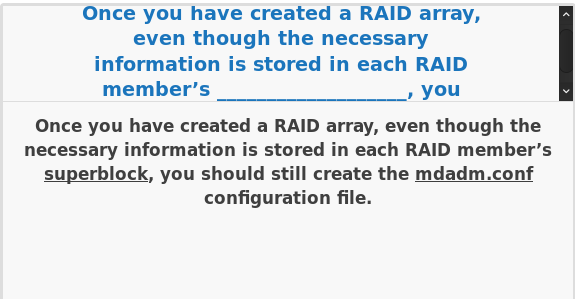 Once you have created a RAID array,
even though the necessary
information is stored in each RAID
member’s ___________________, you
Once you have created a RAID array, even though the
necessary information is stored in each RAID member’s
superblock, you should still create the mdadm.conf
configuration file.